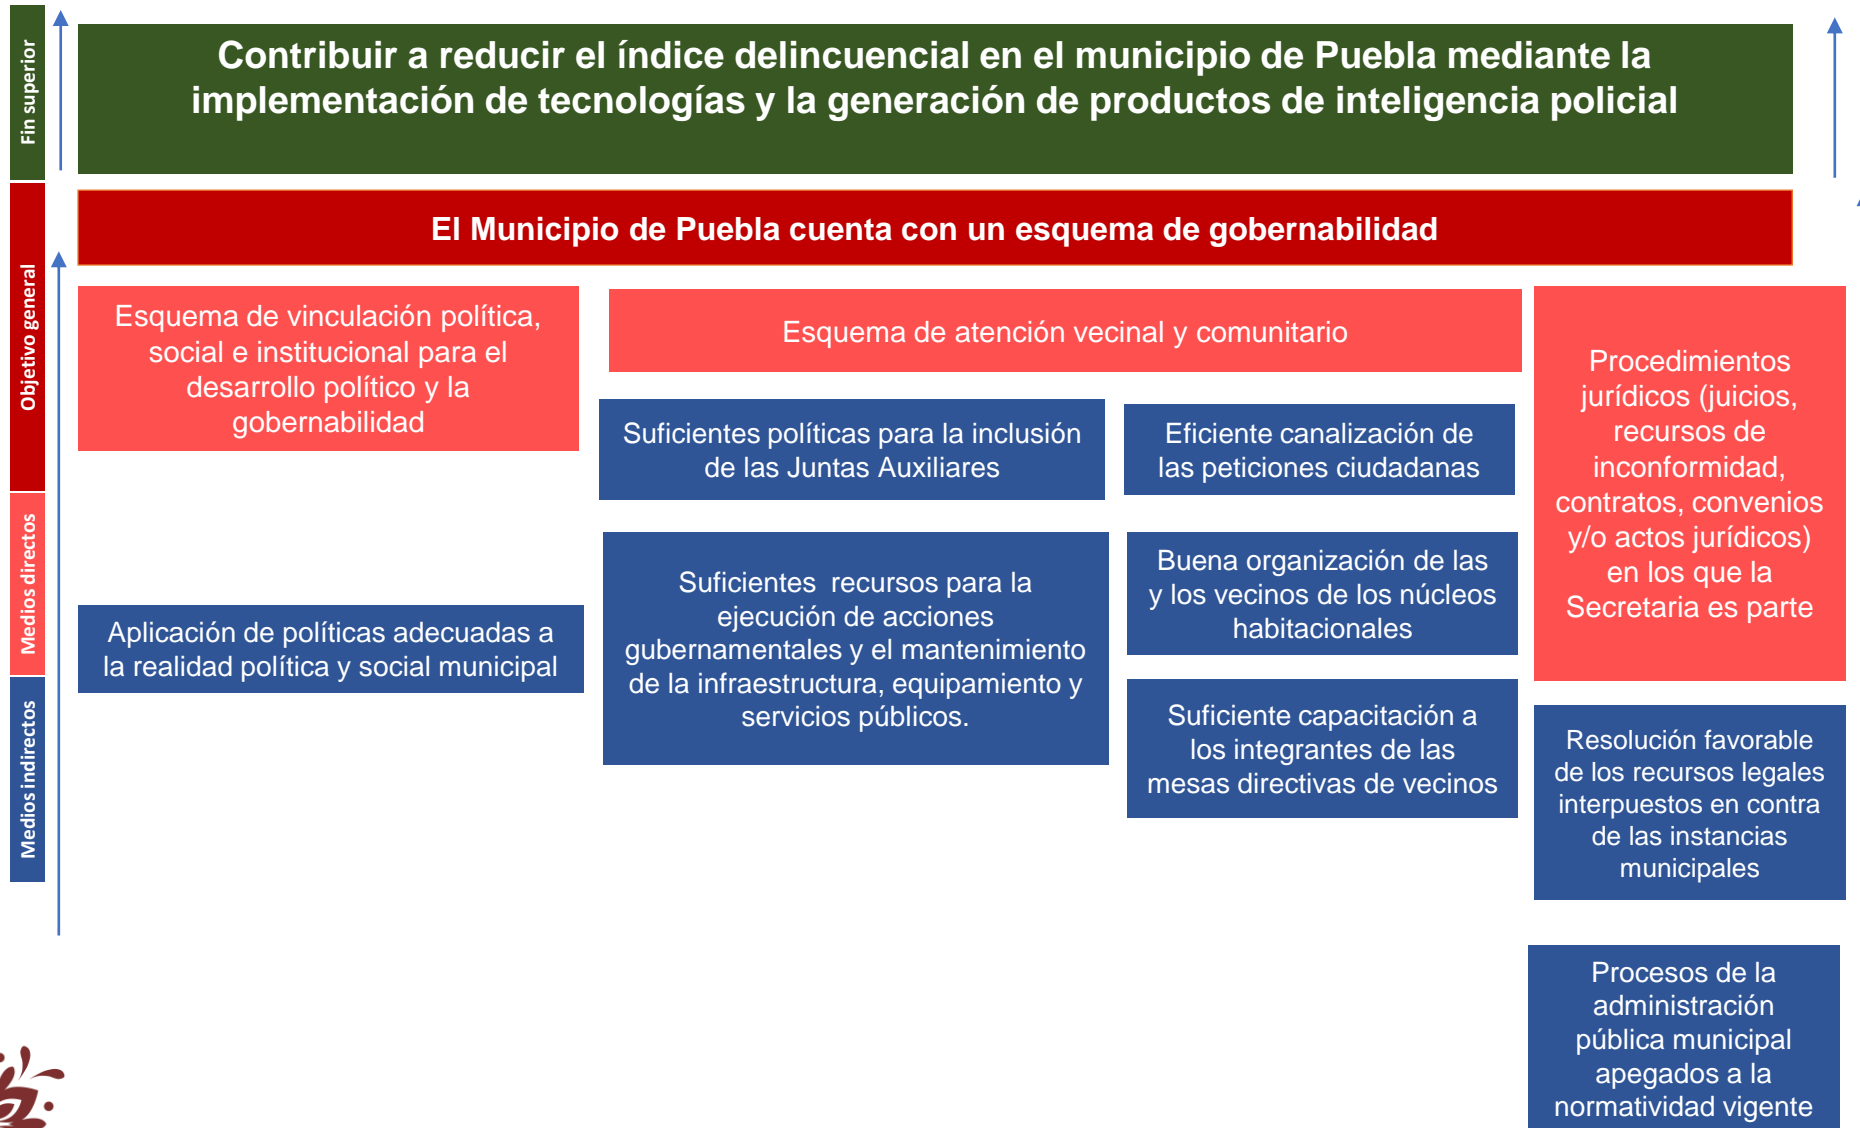 Fin superior
Contribuir a reducir el índice delincuencial en el municipio de Puebla mediante la
implementación de tecnologías y la generación de productos de inteligencia policial
Objetivo general
El Municipio de Puebla cuenta con un esquema de gobernabilidad
Medios directos
Esquema de vinculación política,
social e institucional para el
desarrollo político y la
gobernabilidad
Esquema de atención vecinal y comunitario
Procedimientos
jurídicos (juicios,
recursos de
inconformidad,
contratos, convenios
y/o actos jurídicos)
en los que la
Secretaria es parte
Medios indirectos
Aplicación de políticas adecuadas a
la realidad política y social municipal
Suficientes políticas para la inclusión
de las Juntas Auxiliares
Suficientes  recursos para la
ejecución de acciones
gubernamentales y el mantenimiento
de la infraestructura, equipamiento y
servicios públicos.
Eficiente canalización de
las peticiones ciudadanas
Buena organización de las
y los vecinos de los núcleos
habitacionales
Suficiente capacitación a
los integrantes de las
mesas directivas de vecinos
Resolución favorable
de los recursos legales
interpuestos en contra
de las instancias
municipales
Procesos de la
administración
pública municipal
apegados a la
normatividad vigente